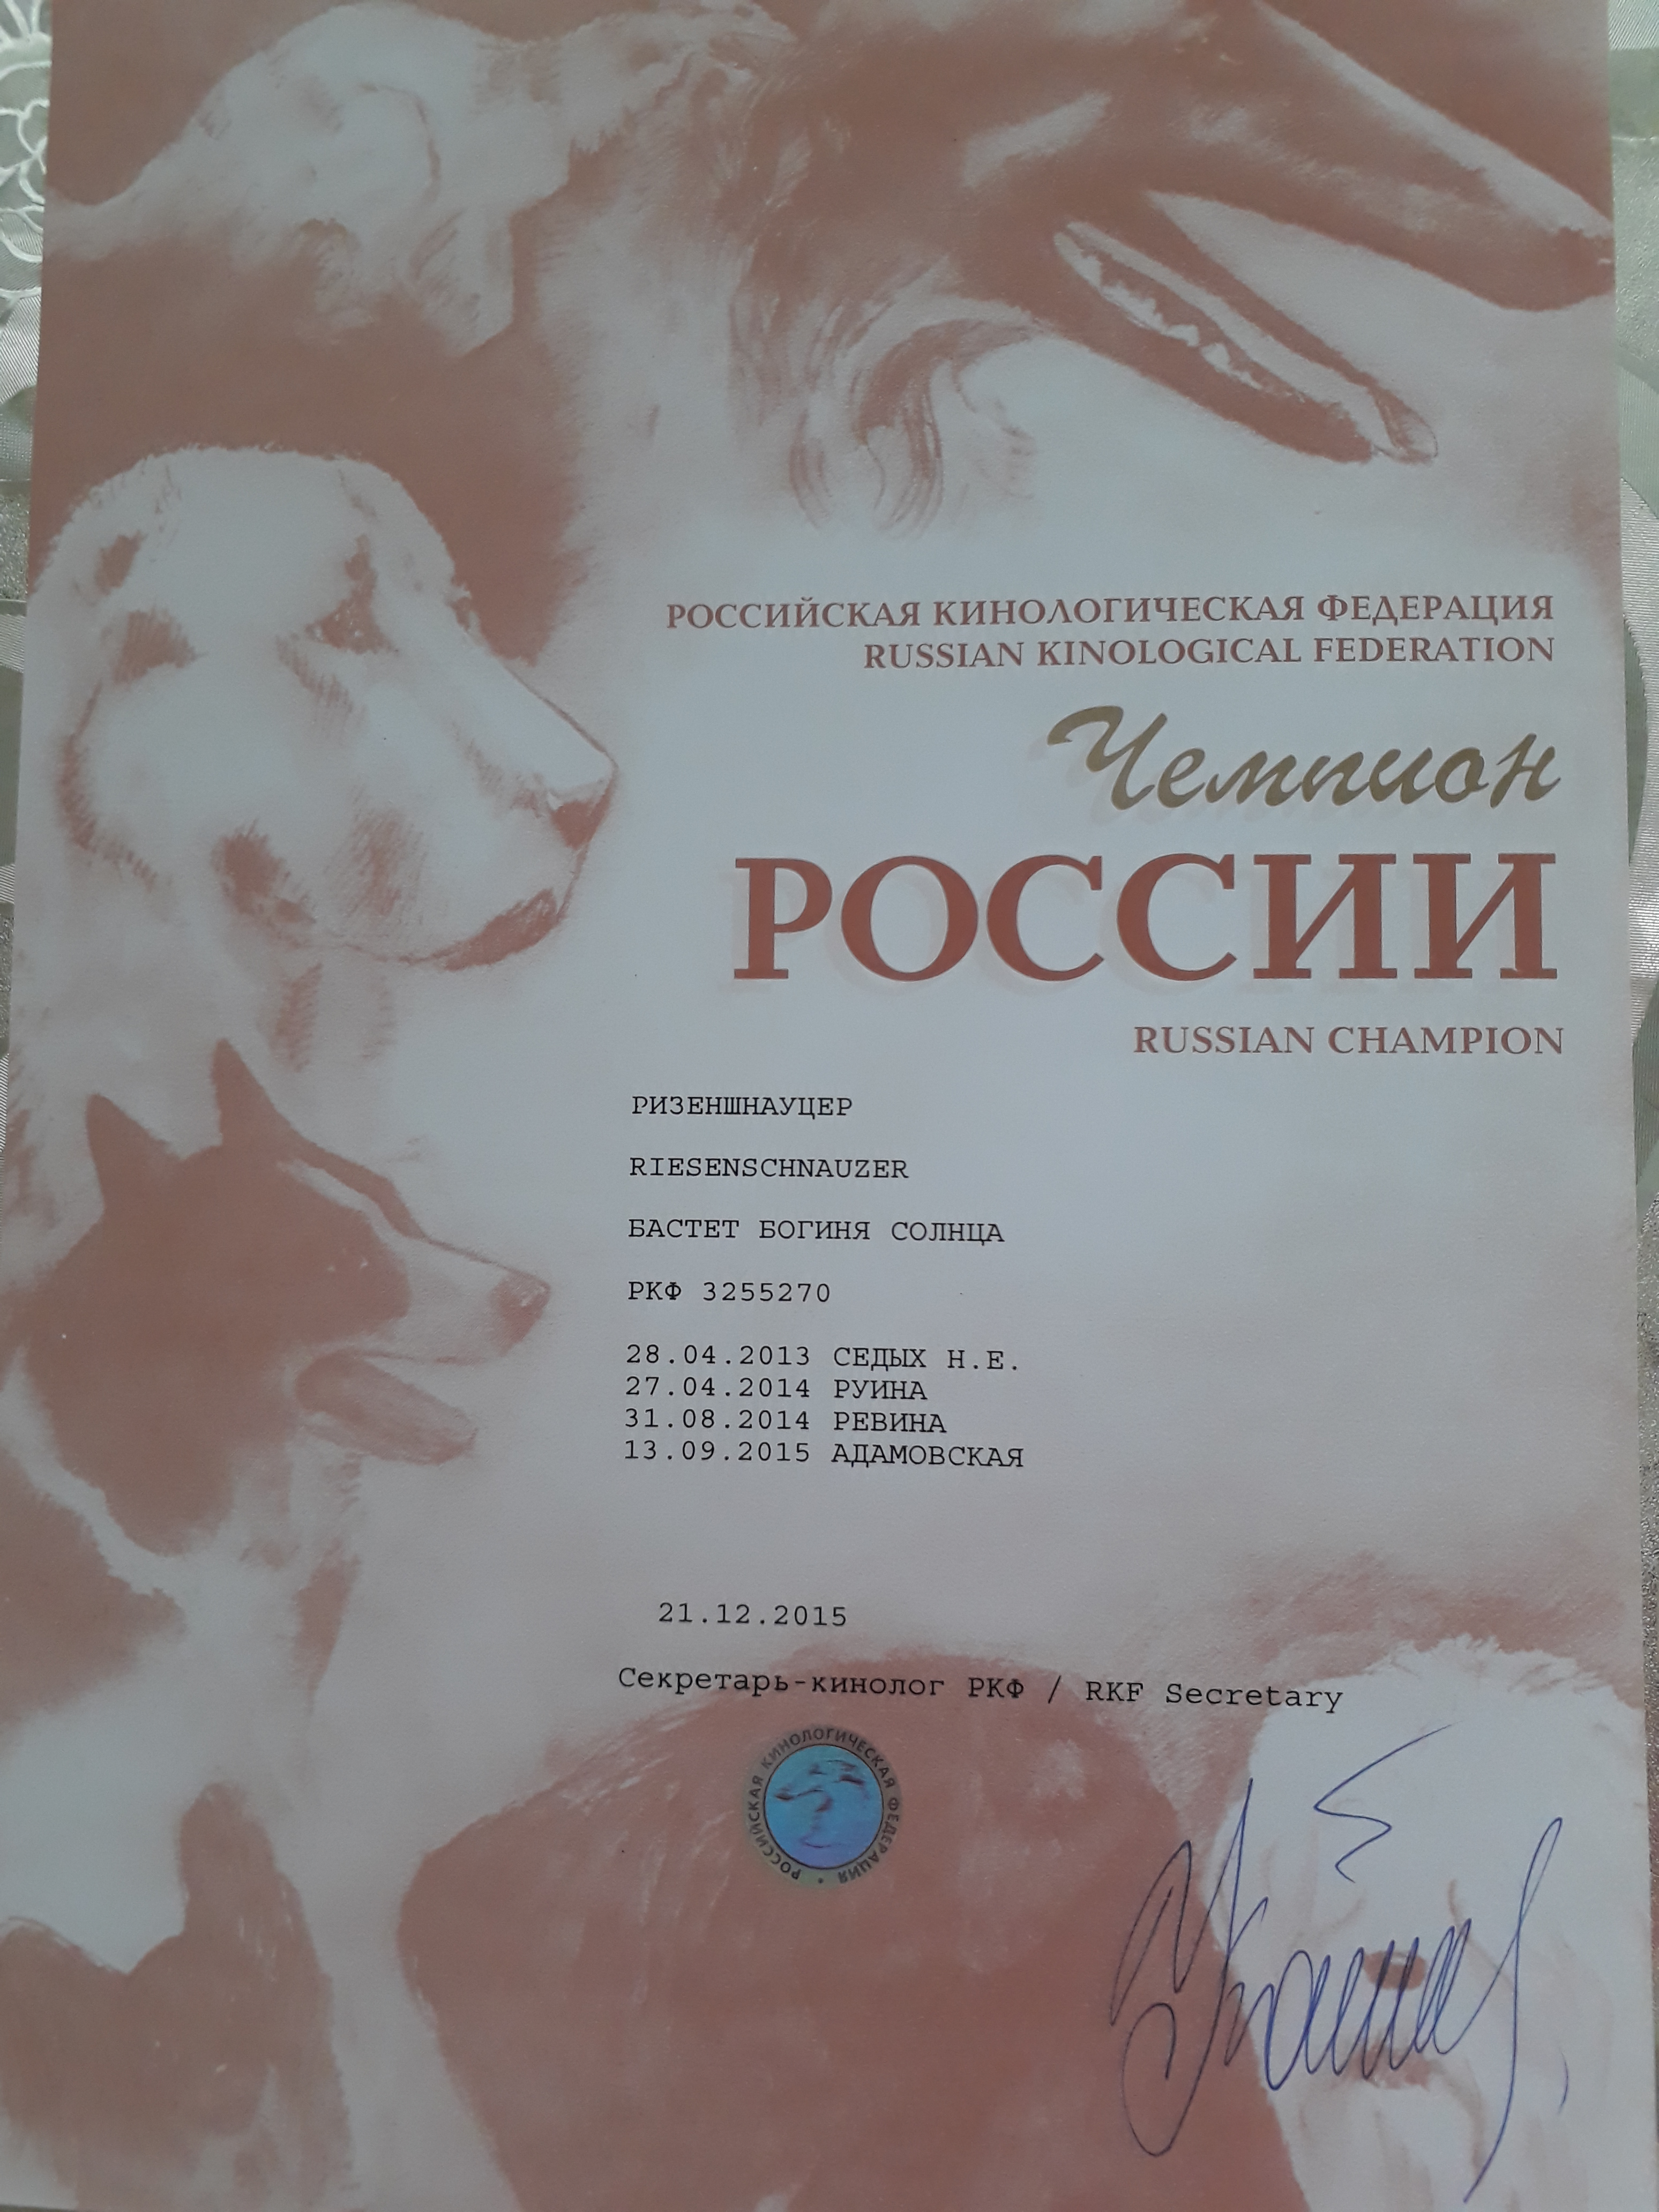 РОССИЙСКАЯ КИНОЛОГИЧЕСКАЯ ФЕДЕРАЦИЯ
RUSSIAN KINOLOGICAL FEDERATION
Чемпион
РОССИИ
RUSSIAN CHAMPION
РИЗЕНШНАУЦЕР
RIESENSCHNAUZER
БАСТЕТ БОГИНЯ СОЛНЦА
РКФ 3255270
28.04.2013 СЕДЫХ Н.Е.
27.04.2014 РУИНА
31.08.2014 РЕВИНА
13.09.2015 АДАМОВСКАЯ
21.12.2015
Секретарь-кинолог РКФ / RKF Secretary
РОССИЙСКАЯ КИНОЛОГИЧЕСКАЯ ФЕДЕРАЦИЯ •